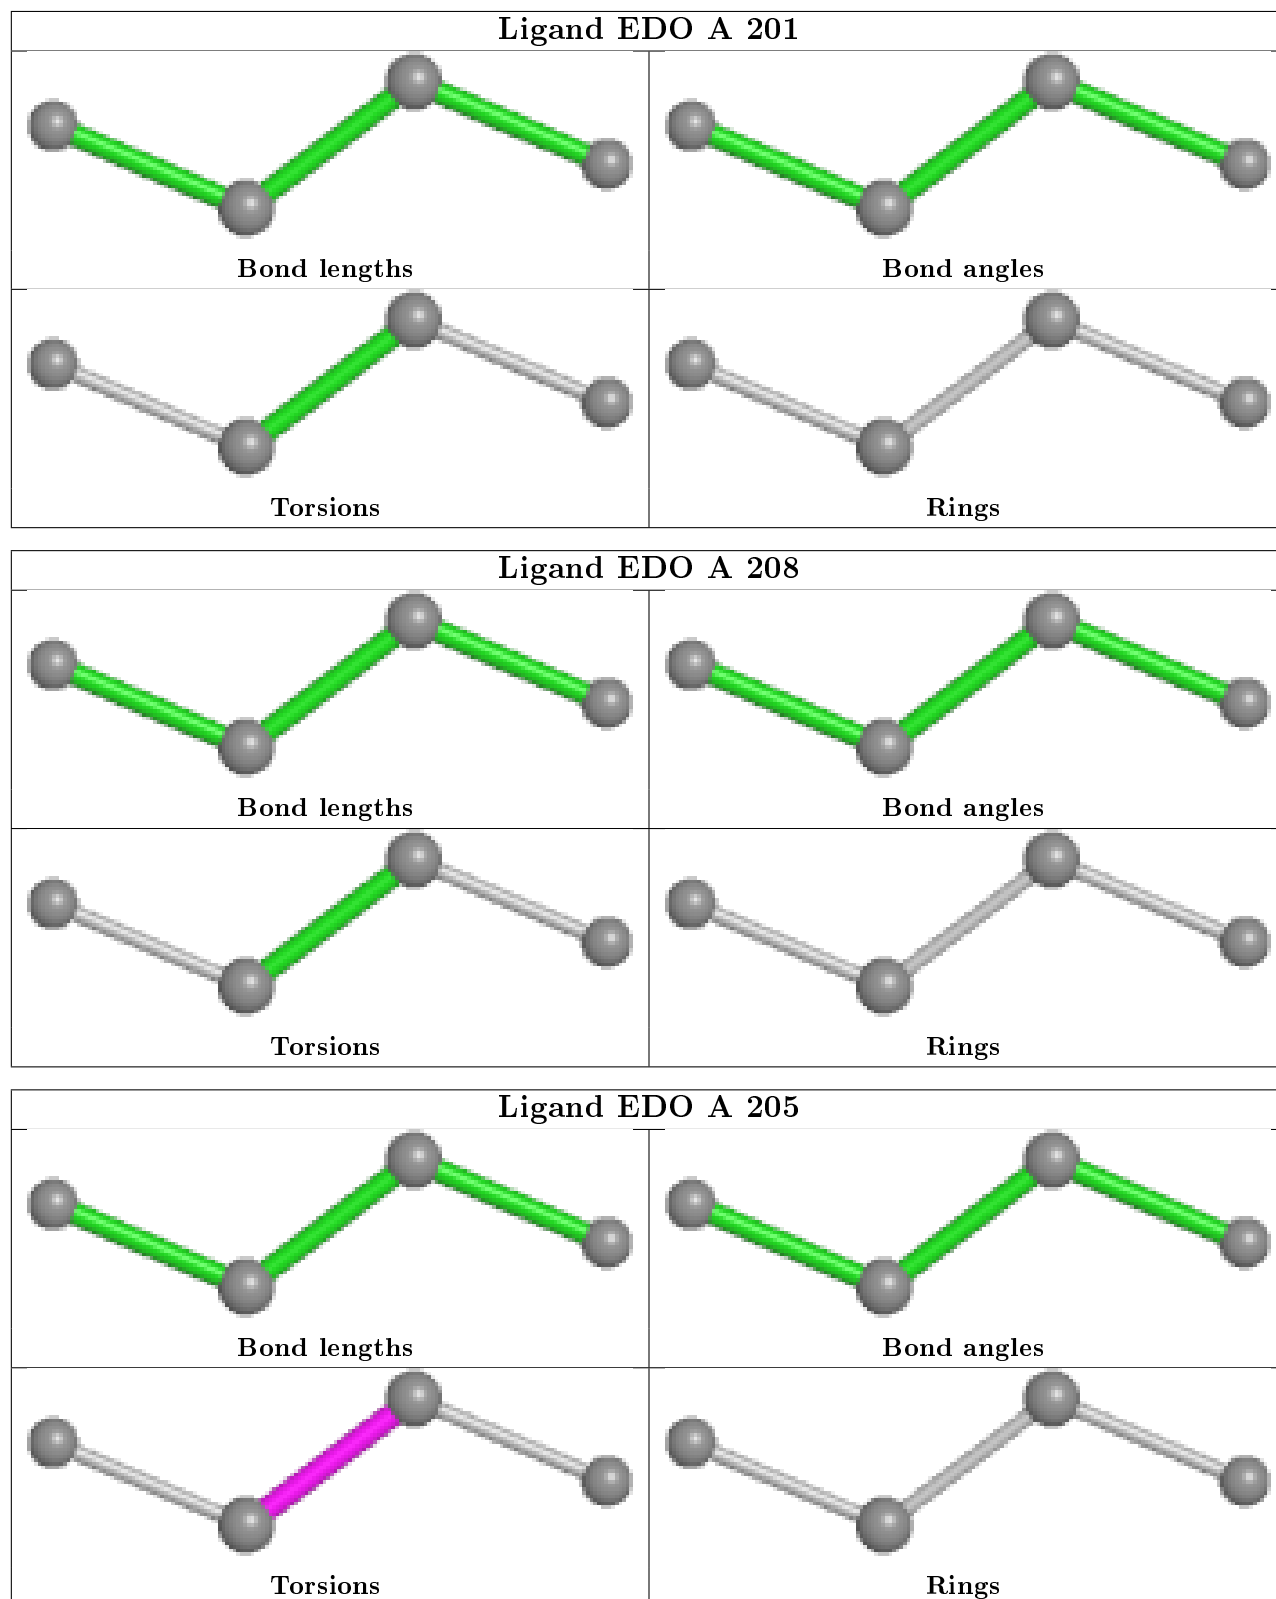 Ligand EDO A 201
Bond lengths
Bond angles
Torsions
Rings
Ligand EDO A 208
Bond lengths
Bond angles
Torsions
Rings
Ligand EDO A 205
Bond lengths
Bond angles
Torsions
Rings